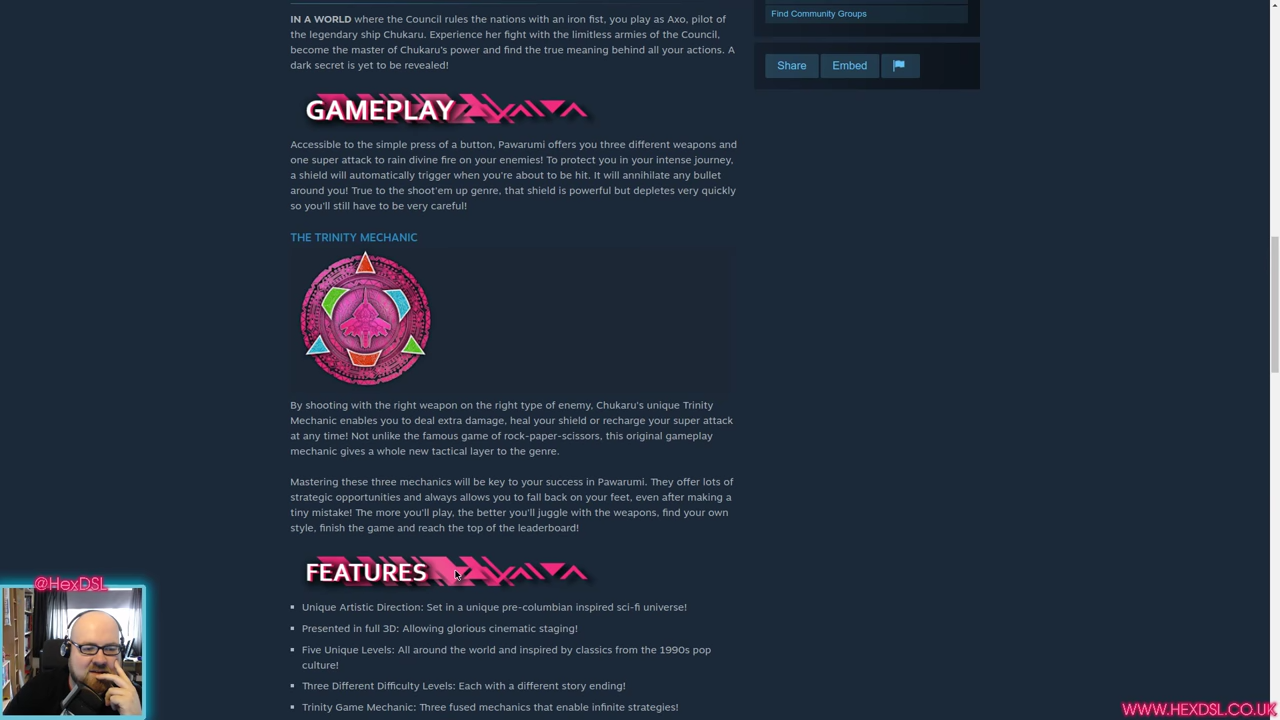 IN A WORLD where the Council rules the nations with an iron fist, you play as Axo, pilot of
the legendary ship Chukaru. Experience her fight with the limitless armies of the Council,
become the master of Chukaru's power and find the true meaning behind all your actions. A
dark secret is yet to be revealed!
Find Community Groups
Share Embed
GAMEPLAY
Accessible to the simple press of a button, Pawarumi offers you three different weapons and
one super attack to rain divine fire on your enemies! To protect you in your intense journey,
a shield will automatically trigger when you're about to be hit. It will annihilate any bullet
around you! True to the shoot'em up genre, that shield is powerful but depletes very quickly
so you'll still have to be very careful!
THE TRINITY MECHANIC
By shooting with the right weapon on the right type of enemy, Chukaru's unique Trinity
Mechanic enables you to deal extra damage, heal your shield or recharge your super attack
at any time! Not unlike the famous game of rock-paper-scissors, this original gameplay
mechanic gives a whole new tactical layer to the genre.
Mastering these three mechanics will be key to your success in Pawarumi. They offer lots of
strategic opportunities and always allows you to fall back on your feet, even after making a
tiny mistake! The more you'll play, the better you'll juggle with the weapons, find your own
style, finish the game and reach the top of the leaderboard!
FEATURES
Unique Artistic Direction: Set in a unique pre-columbian inspired sci-fi universe!
Presented in full 3D: Allowing glorious cinematic staging!
Five Unique Levels: All around the world and inspired by classics from the 1990s pop
culture!
Three Different Difficulty Levels: Each with a different story ending!
Trinity Game Mechanic: Three fused mechanics that enable infinite strategies!
@HexDSL
WWW.HEXDSL.CO.UK